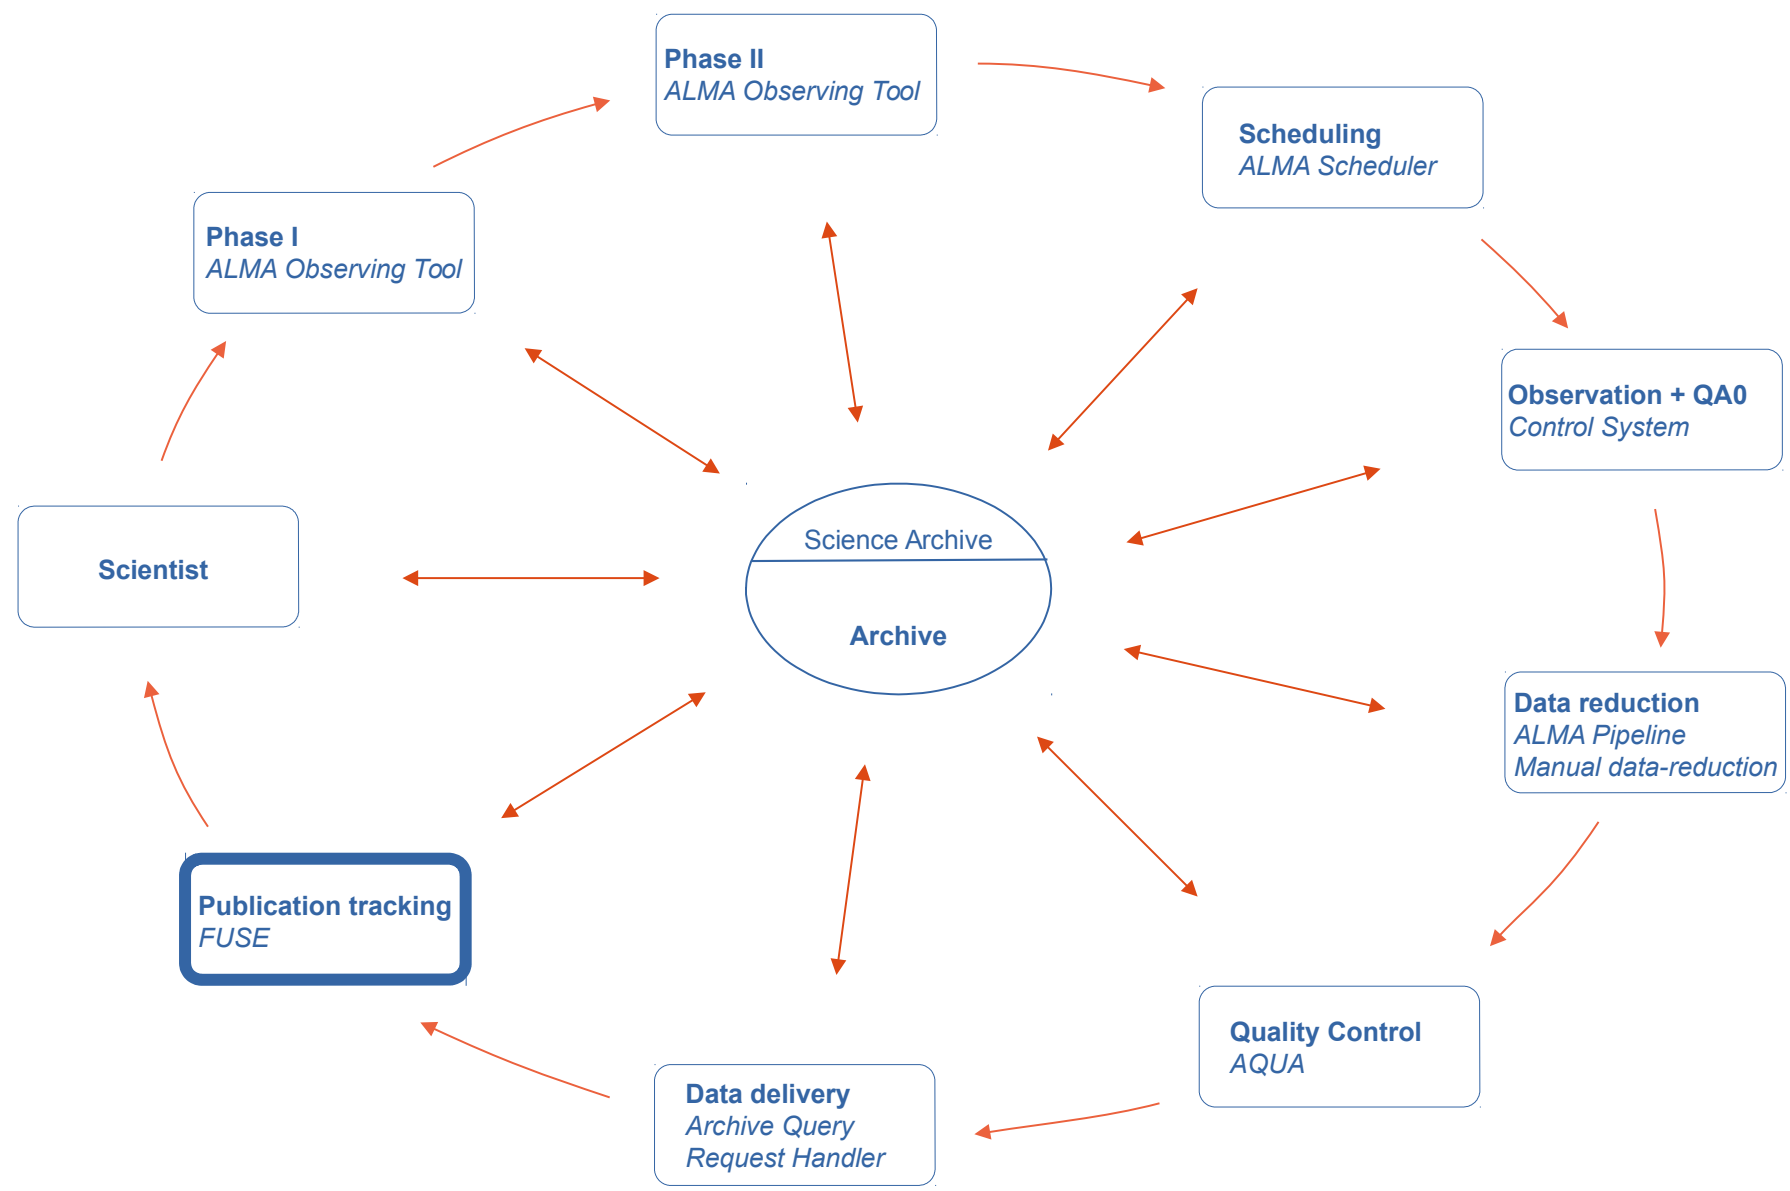 Phase II
ALMA Observing Tool
Scheduling
ALMA Scheduler
Phase I
ALMA Observing Tool
Observation + QA0
Control System
Science Archive
Archive
Scientist
Data reduction
ALMA Pipeline
Manual data-reduction
Publication tracking
FUSE
Quality Control
AQUA
Data delivery
Archive Query
Request Handler